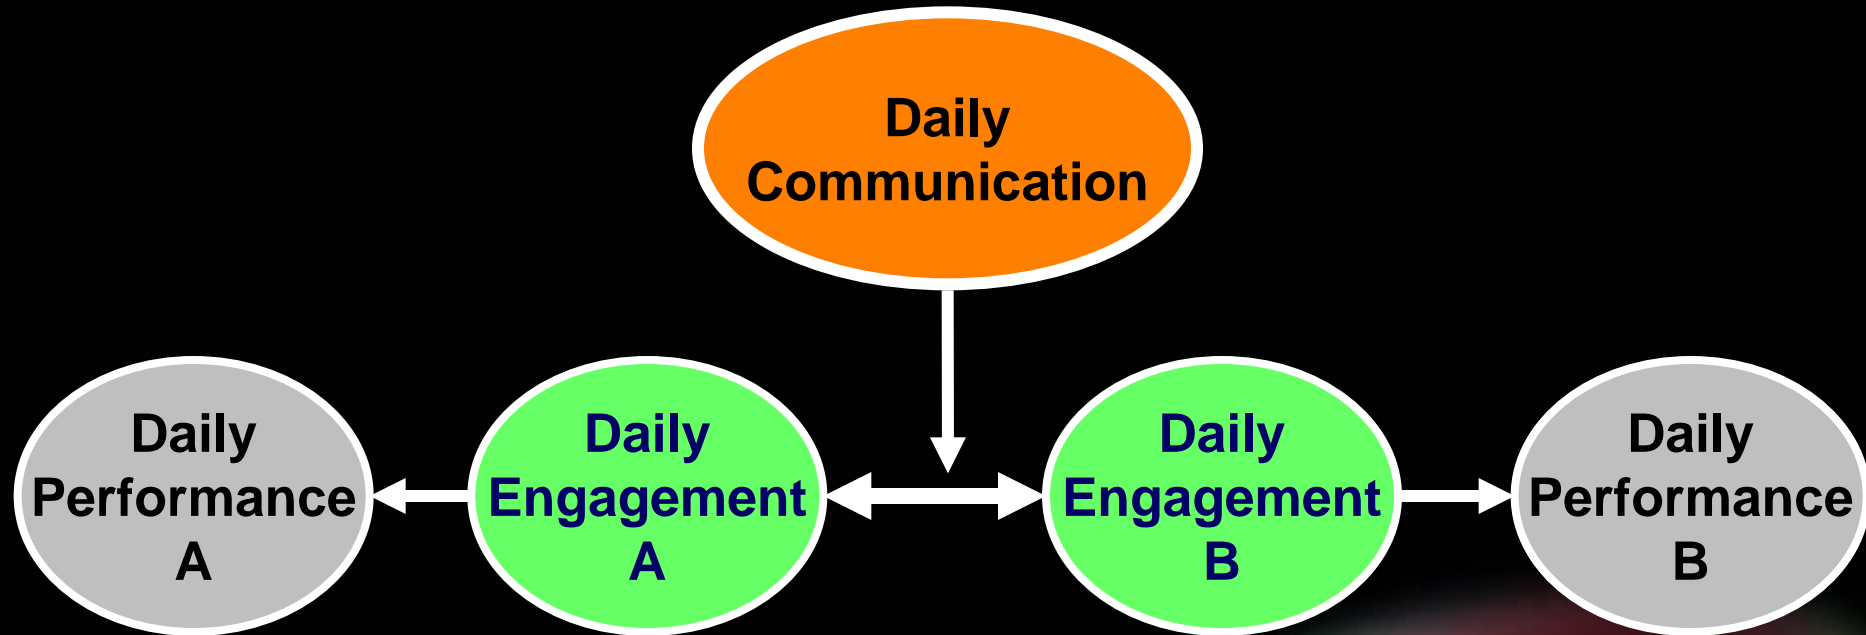 Daily
Communication
Daily
Performance
A
Daily
Engagement
A
Daily
Engagement
B
Daily
Performance
B